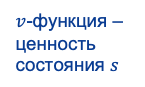 𝑣-функция –
ценность
состояния 𝑠